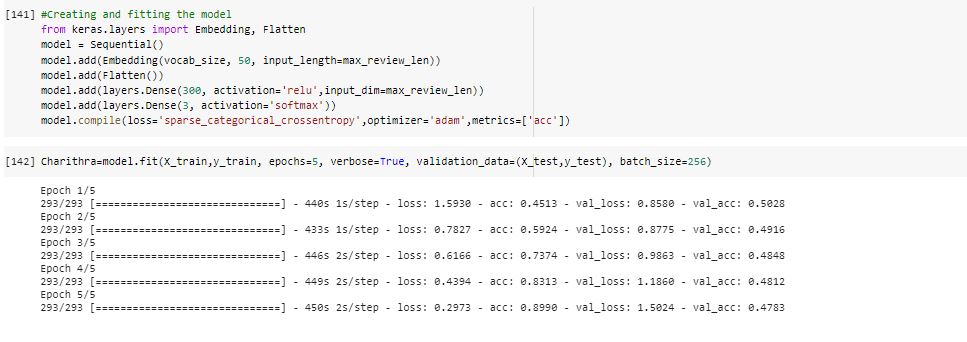 [141] #Creating and fitting the model
from keras.layers import Embedding, Flatten
model = Sequential()
model.add(Embedding(vocab_size, 50, input_length=max_review_len))
model.add(Flatten())
model.add(layers.Dense(300, activation='relu',input_dim=max_review_len))
model.add(layers.Dense(3, activation='softmax'))
model.compile(loss='sparse_categorical_crossentropy',optimizer='adam',metrics=['acc'])
[142] Charithra=model.fit(X_train,y_train, epochs=5, verbose=True, validation_data=(X_test,y_test), batch_size=256)
Epoch 1/5
293/293 [==============================] - 440s 1s/step - loss: 1.5930 - acc: 0.4513 - val_loss: 0.8580 - val_acc: 0.5028
Epoch 2/5
293/293 [==============================] - 433s 1s/step - loss: 0.7827 - acc: 0.5924 - val_loss: 0.8775 - val_acc: 0.4916
Epoch 3/5
293/293 [==============================] - 446s 2s/step - loss: 0.6166 - acc: 0.7374 - val_loss: 0.9863 - val_acc: 0.4848
Epoch 4/5
293/293 [==============================] - 449s 2s/step - loss: 0.4394 - acc: 0.8313 - val_loss: 1.1860 - val_acc: 0.4812
Epoch 5/5
293/293 [==============================] - 450s 2s/step - loss: 0.2973 - acc: 0.8990 - val_loss: 1.5024 - val_acc: 0.4783